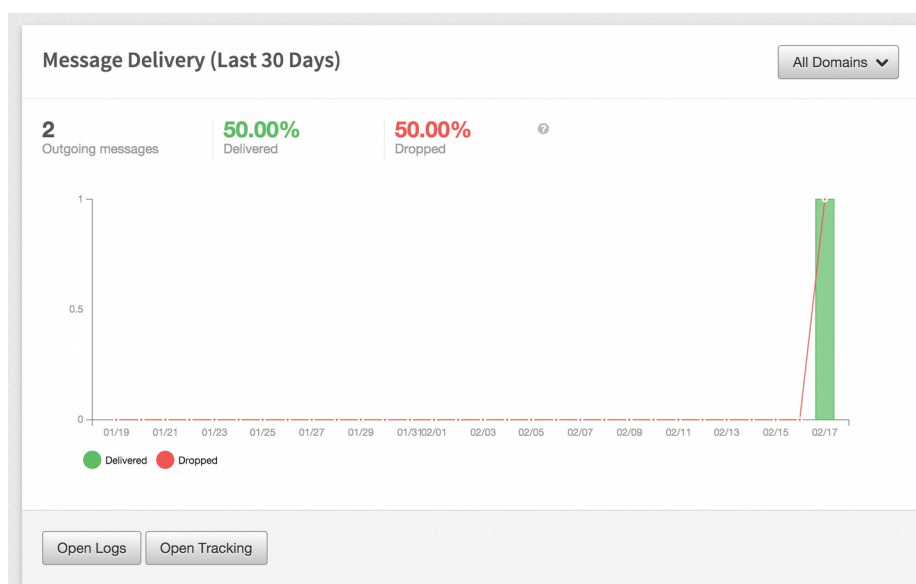 Message Delivery (Last 30 Days)
All Domains
2
Outgoing messages
50.00%
Delivered
50.00%
Dropped
?
1
0.5
0
01/19 01/21 01/23 01/25 01/27 01/29 01/31 02/01 02/03 02/05 02/07 02/09 02/11 02/13 02/15 02/17
Delivered Dropped
Open Logs Open Tracking